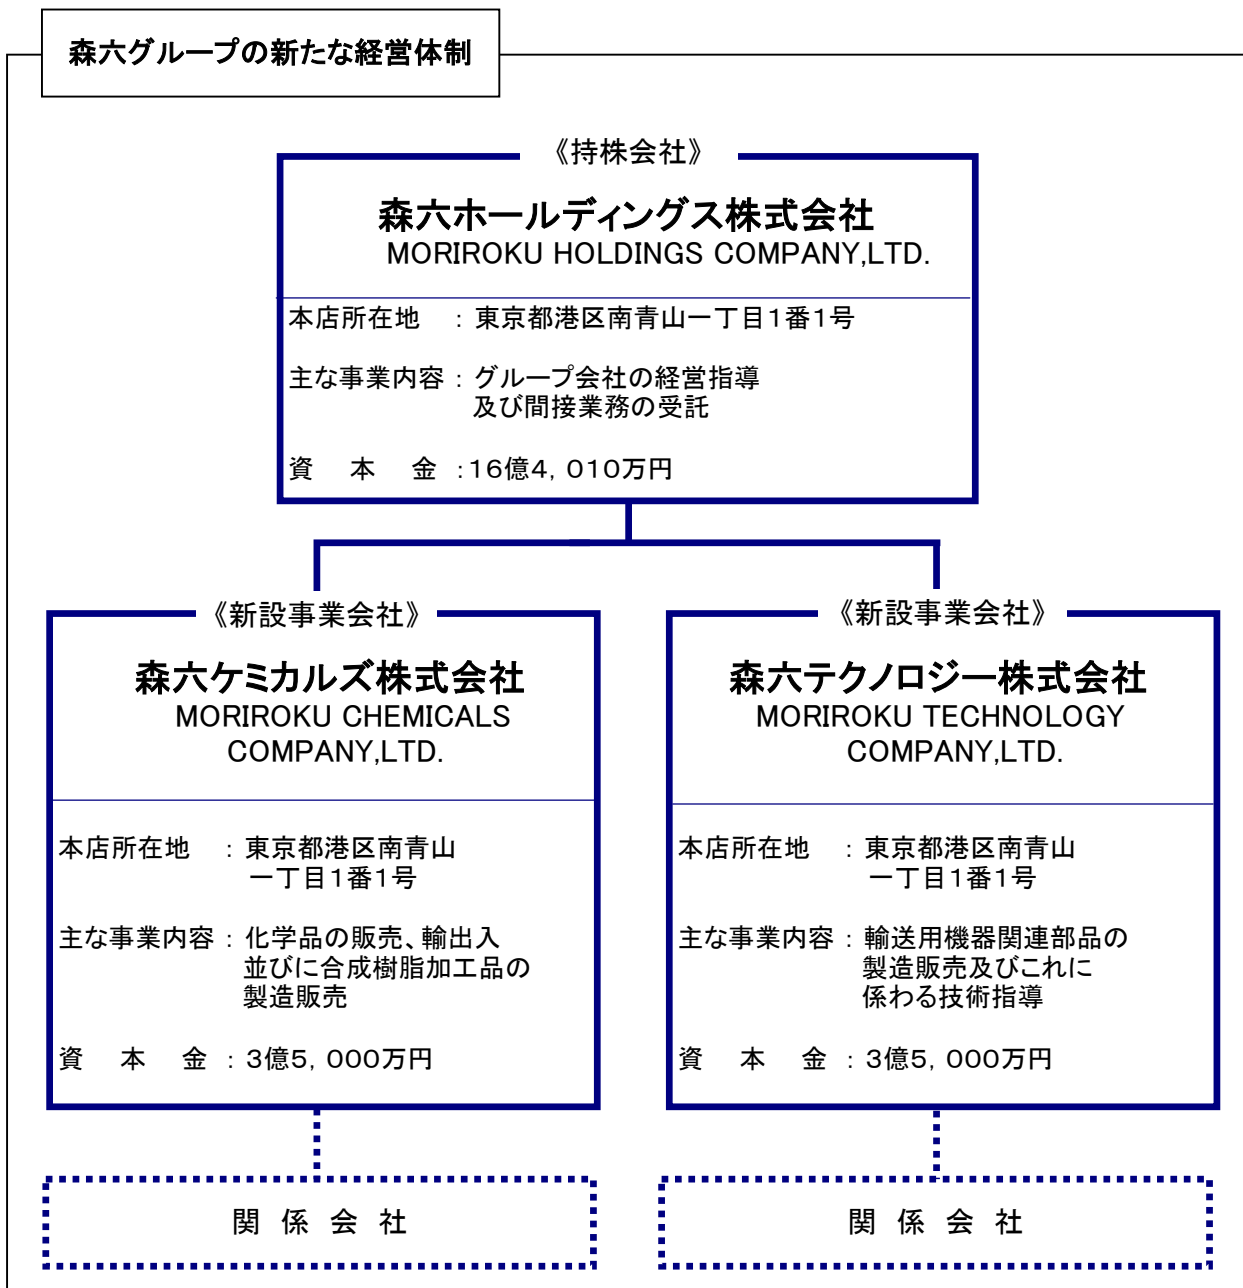 森六グループの新たな経営体制
《持株会社》
森六ホールディングス株式会社
MORIROKU HOLDINGS COMPANY,LTD.
本店所在地 : 東京都港区南青山一丁目1番1号
主な事業内容 : グループ会社の経営指導
及び間接業務の受託
資 本 金 :16億4,010万円
《新設事業会社》
森六ケミカルズ株式会社
MORIROKU CHEMICALS
COMPANY,LTD.
本店所在地 : 東京都港区南青山
一丁目1番1号
主な事業内容 : 化学品の販売、輸出入
並びに合成樹脂加工品の
製造販売
資 本 金 : 3億5,000万円
関 係 会 社
《新設事業会社》
森六テクノロジー株式会社
MORIROKU TECHNOLOGY
COMPANY,LTD.
本店所在地 : 東京都港区南青山
一丁目1番1号
主な事業内容 : 輸送用機器関連部品の
製造販売及びこれに
係わる技術指導
資 本 金 : 3億5,000万円
関 係 会 社